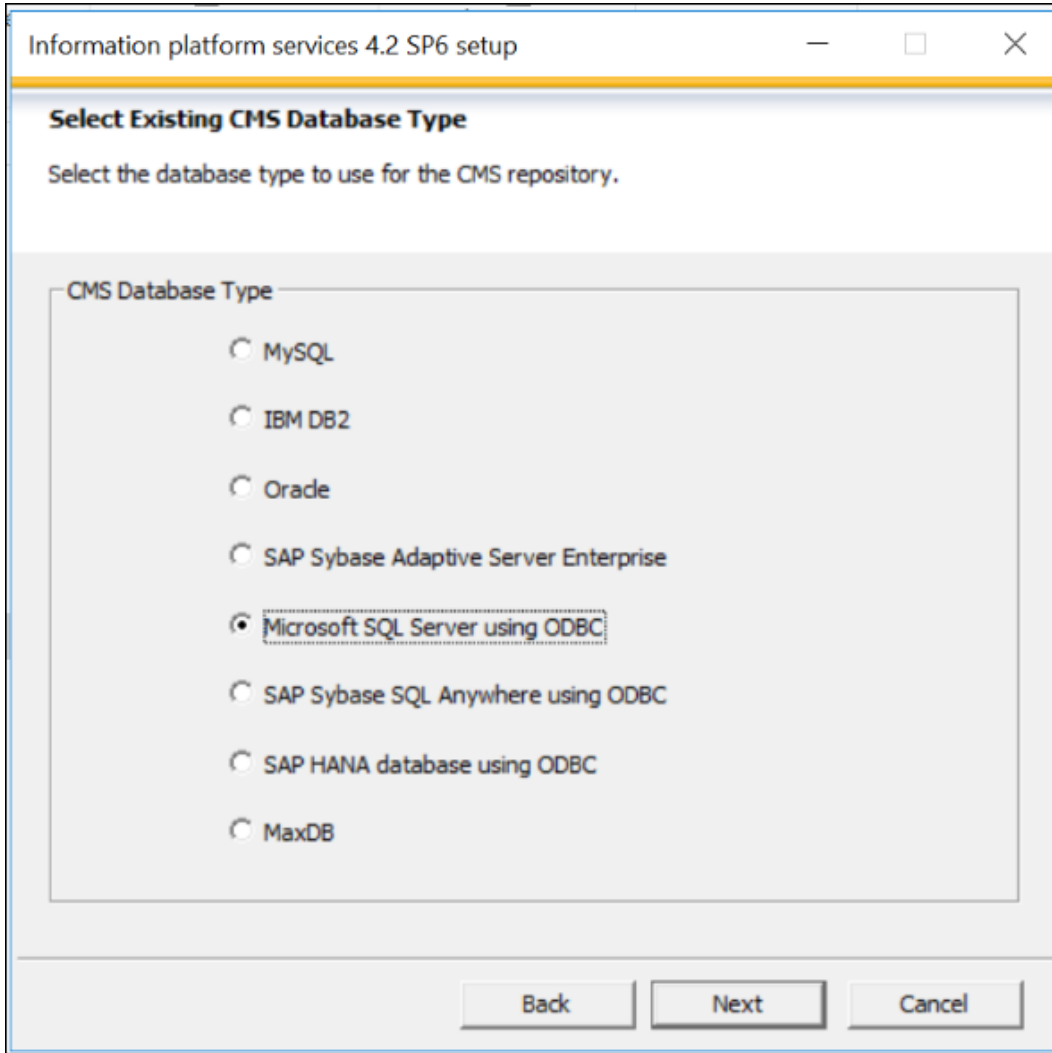 Information platform services 4.2 SP6 setup
Select Existing CMS Database Type
Select the database type to use for the CMS repository.
CMS Database Type
MySQL
IBM DB2
Oracle
SAP Sybase Adaptive Server Enterprise
Microsoft SQL Server using ODBC
SAP Sybase SQL Anywhere using ODBC
SAP HANA database using ODBC
MaxDB
Back Next Cancel